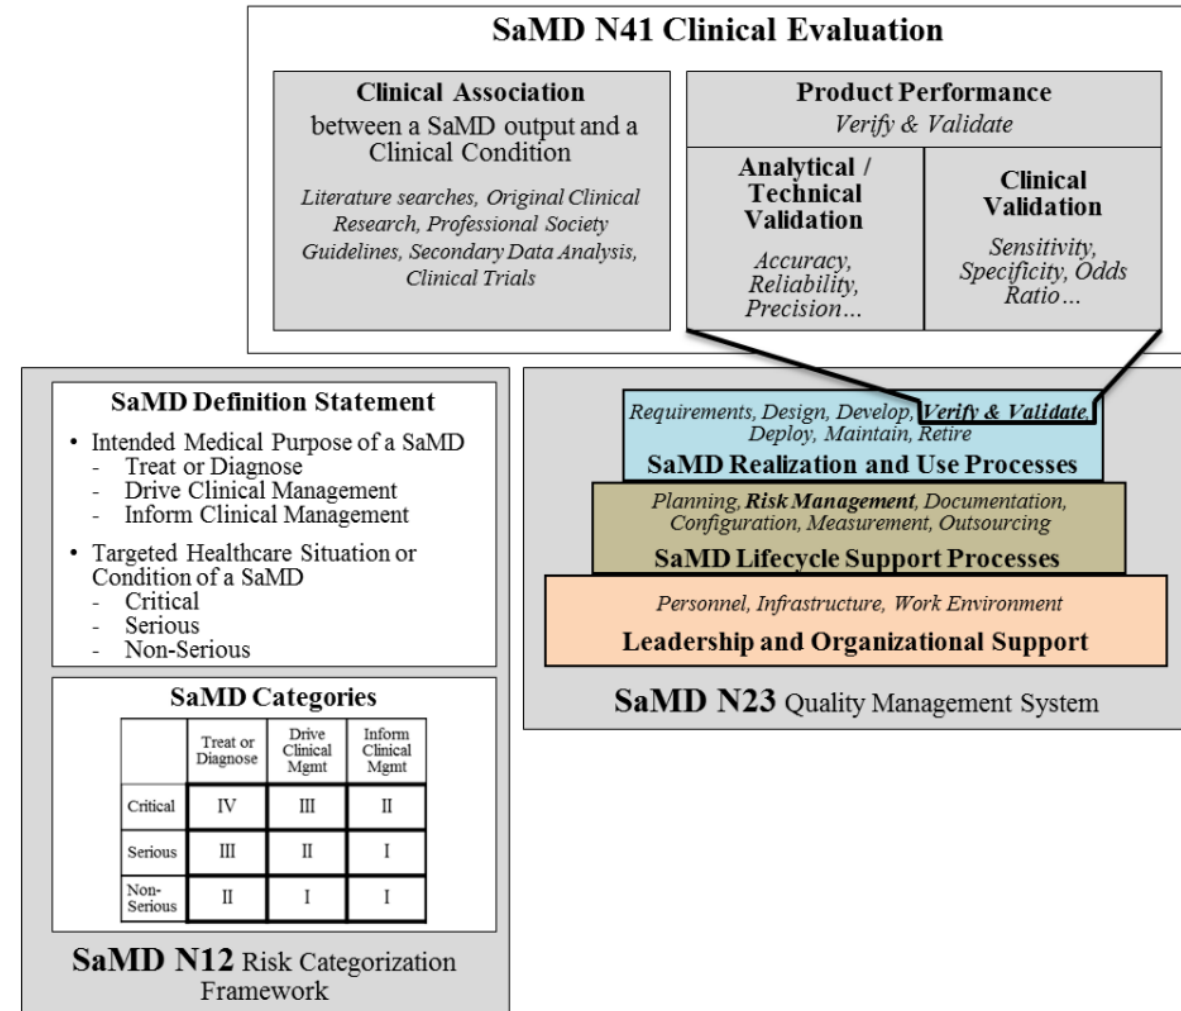 SaMD N41 Clinical Evaluation
Clinical Association
between a SaMD output and a
Clinical Condition
Literature searches, Original Clinical
Research, Professional Society
Guidelines, Secondary Data Analysis,
Clinical Trials
Product Performance
Verify & Validate
Analytical /
Technical
Validation
Accuracy,
Reliability,
Precision…
Clinical
Validation
Sensitivity,
Specificity, Odds
Ratio…
SaMD Definition Statement
• Intended Medical Purpose of a SaMD
- Treat or Diagnose
- Drive Clinical Management
- Inform Clinical Management
• Targeted Healthcare Situation or
Condition of a SaMD
- Critical
- Serious
- Non-Serious
SaMD Categories
Treat or
Diagnose
Drive
Clinical
Mgmt
Inform
Clinical
Mgmt
Critical IV III II
Serious III II I
Non-
Serious II I I
SaMD N12 Risk Categorization
Framework
Requirements, Design, Develop, Verify & Validate,
Deploy, Maintain, Retire
SaMD Realization and Use Processes
Planning, Risk Management, Documentation,
Configuration, Measurement, Outsourcing
SaMD Lifecycle Support Processes
Personnel, Infrastructure, Work Environment
Leadership and Organizational Support
SaMD N23 Quality Management System